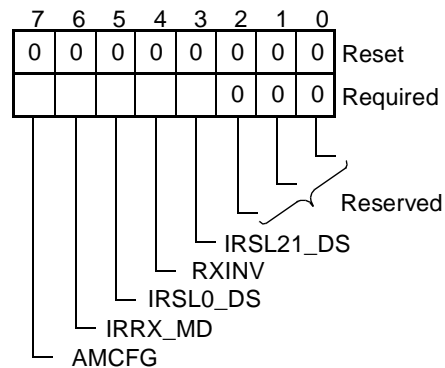 7 6 5 4 3 2 1 0
0 0 0 0 0 0 0 0 Reset
0 0 0 Required
Reserved
IRSL21_DS
RXINV
IRSL0_DS
IRRX_MD
AMCFG